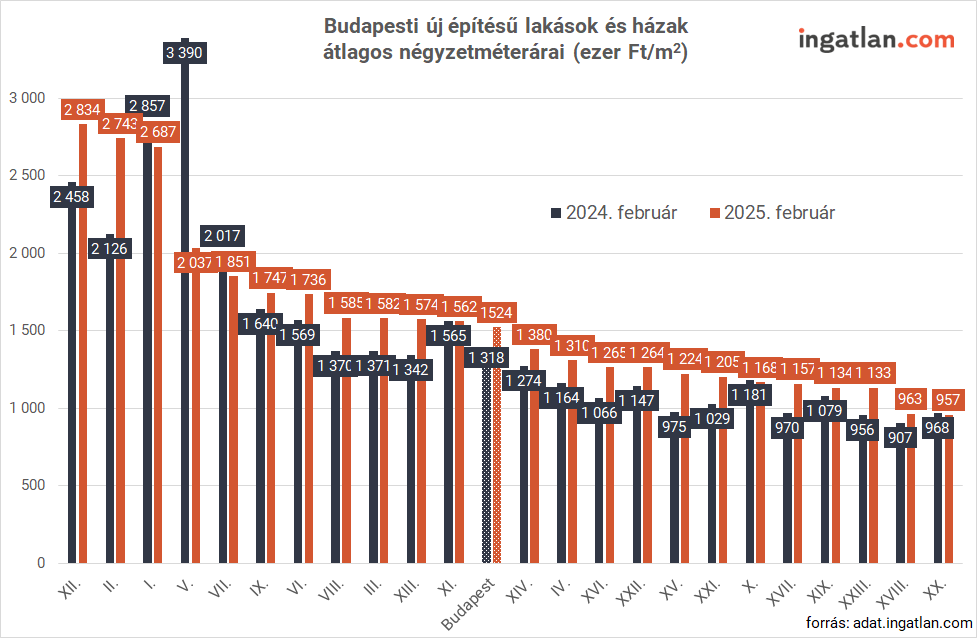 Budapesti új építésű lakások és házak
átlagos négyzetméterárai (ezer Ft/m²)
ingatlan.com
2024. február
2025. február
3 000
2 500
2 000
1 500
1 000
500
0
2 458
2 834
2 126
2 743
2 857
2 687
3 390
2 037
2 017
1 851
1 640
1 747
1 569
1 736
1 370
1 585
1 371
1 582
1 342
1 574
1 565
1 562
1 318
1524
1 274
1 380
1 164
1 310
1 066
1 265
1 147
1 264
975
1 224
1 029
1 205
1 181
1 168
970
1 157
1 079
1 134
956
1 133
907
963
968
957
XII.
II.
I.
V.
VII.
IX.
VI.
VIII.
III.
XIII.
XI.
Budapest
XIV.
IV.
XVI.
XXII.
XV.
XXI.
X.
XVII.
XIX.
XXIII.
XVIII.
XX.
forrás: adat.ingatlan.com